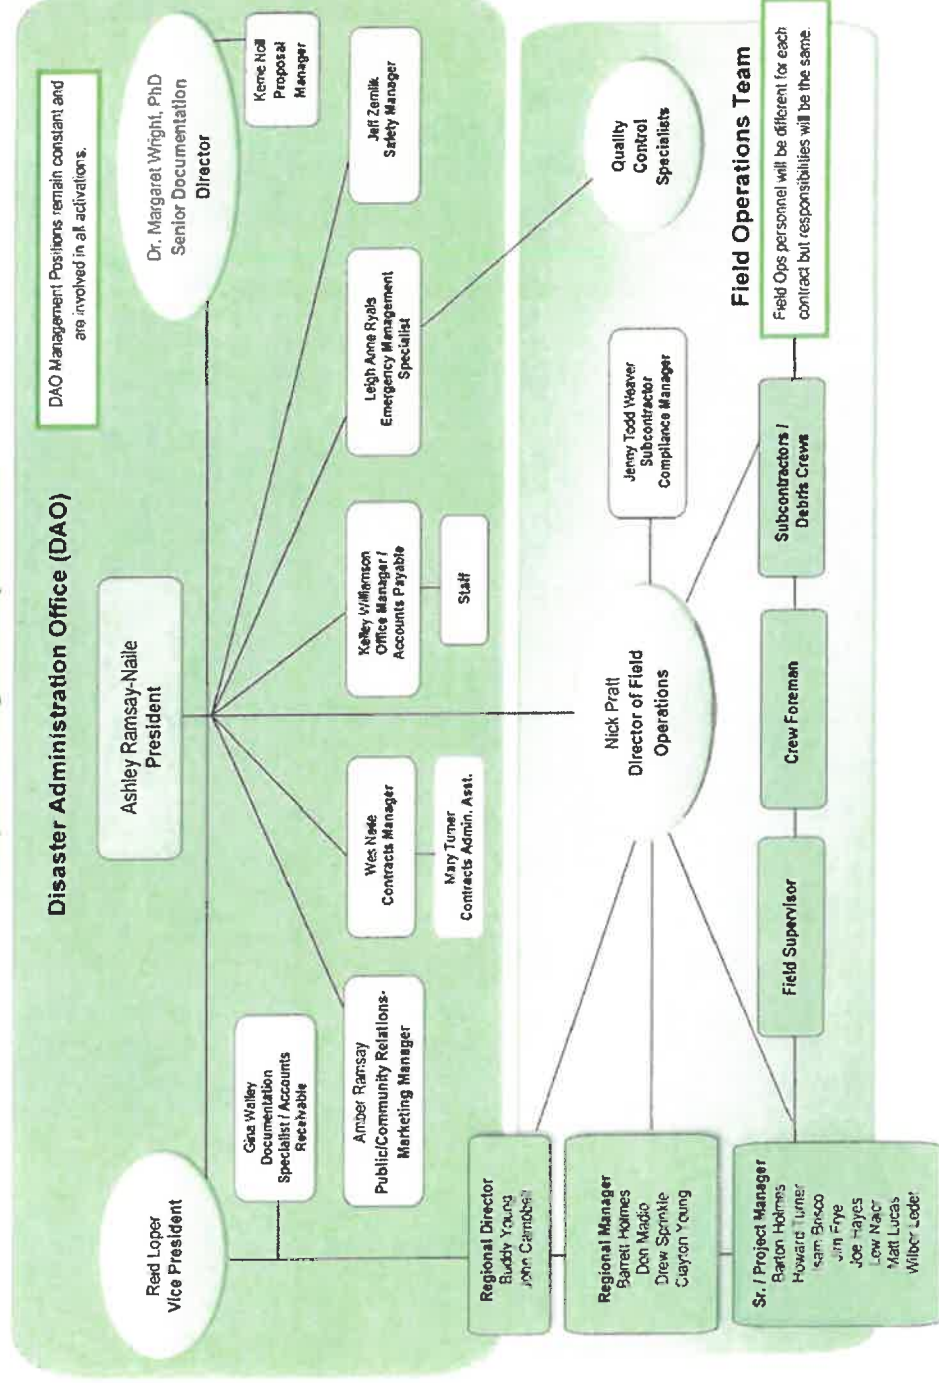 Disaster Administration Office (DAO)
DAO Management Positions remain constant and
are involved in all activations.
Ashley Ramsay-Naile
President
Reid Loper
Vice President
Dr. Margaret Wright, PhD
Senior Documentation
Director
Gina Walley
Documentation
Specialist / Accounts
Receivable
Proposal
Manager
Amber Ramsay
Public/Community Relations-
Marketing Manager
Wes Naile
Contracts Manager
Mary Turner
Contracts Admin. Asst.
Kelley Williamson
Office Manager /
Accounts Payable
Staff
Leigh Anne Ryals
Emergency Management
Specialist
Jeff Zemlik
Safety Manager
Regional Director
Buddy Young
John Campbell
Regional Manager
Barrett Holmes
Don Madio
Drew Sprinkle
Clayton Young
Sr. / Project Manager
Barton Holmes
Howard Turner
Isam Brisco
Jim Frye
Joe Hayes
Lew Najor
Matt Lucas
Wilber Ledet
Nick Pratt
Director of Field
Operations
Jenny Todd Weaver
Subcontractor
Compliance Manager
Quality
Control
Specialists
Field Operations Team
Field Ops personnel will be different for each
contract but responsibilities will be the same.
Field Supervisor
Crew Foreman
Subcontractors /
Debris Crews